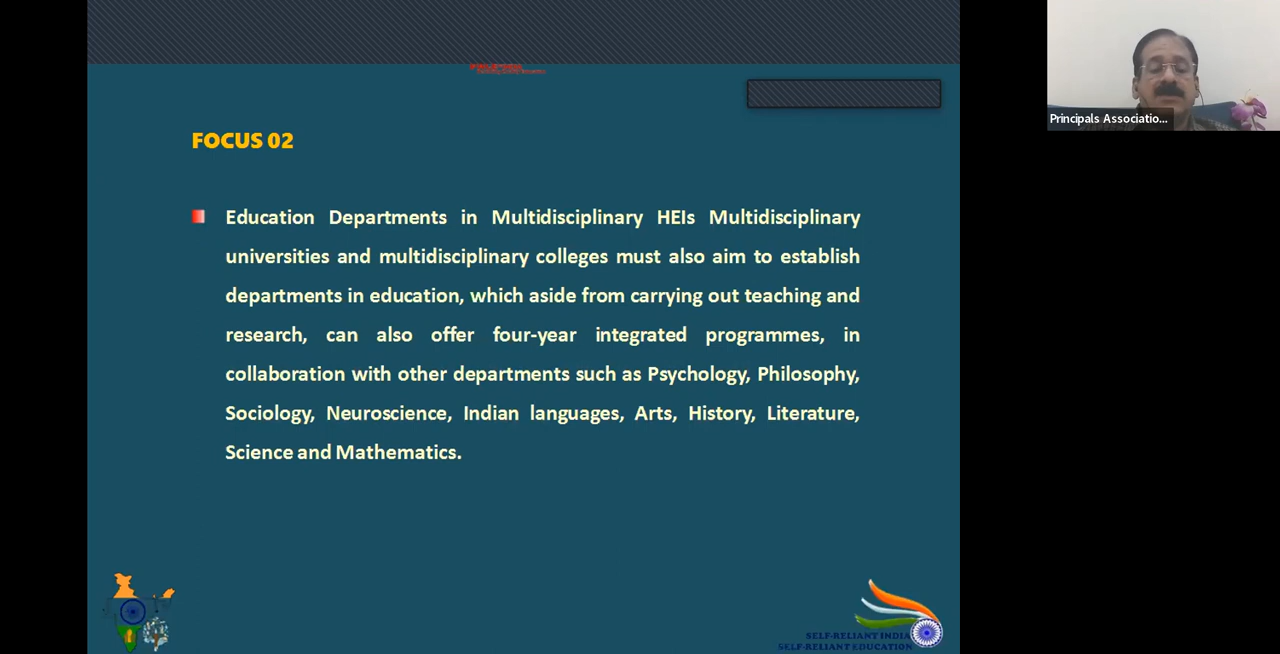 Principals Associatio...
FOCUS 02
Education Departments in Multidisciplinary HEIs Multidisciplinary
universities and multidisciplinary colleges must also aim to establish
departments in education, which aside from carrying out teaching and
research, can also offer four-year integrated programmes, in
collaboration with other departments such as Psychology, Philosophy,
Sociology, Neuroscience, Indian languages, Arts, History, Literature,
Science and Mathematics.
SELF-RELIANT INDIA
SELF-RELIANT EDUCATION